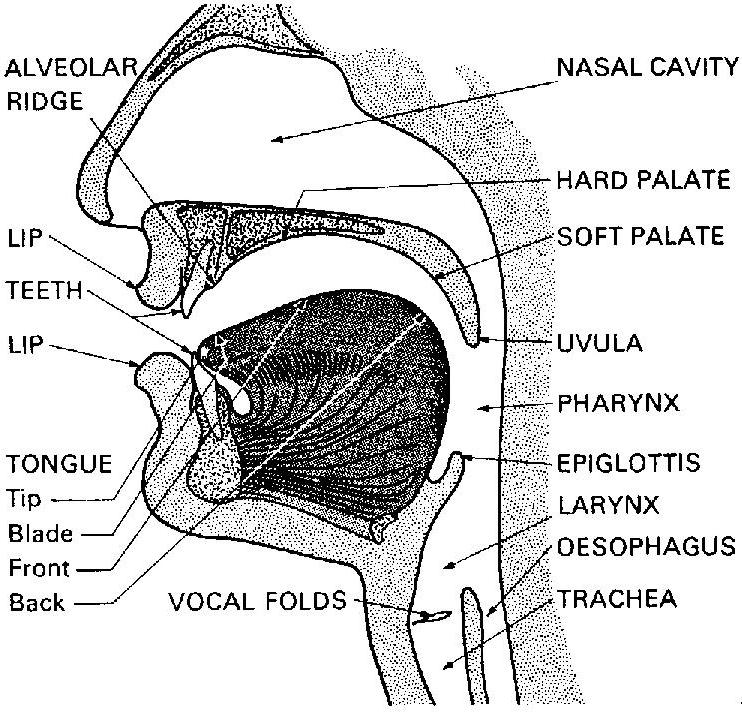 ALVEOLAR
RIDGE
LIP
TEETH
LIP
TONGUE
Tip
Blade
Front
Back
VOCAL FOLDS
NASAL CAVITY
HARD PALATE
SOFT PALATE
UVULA
PHARYNX
EPIGLOTTIS
LARYNX
OESOPHAGUS
TRACHEA